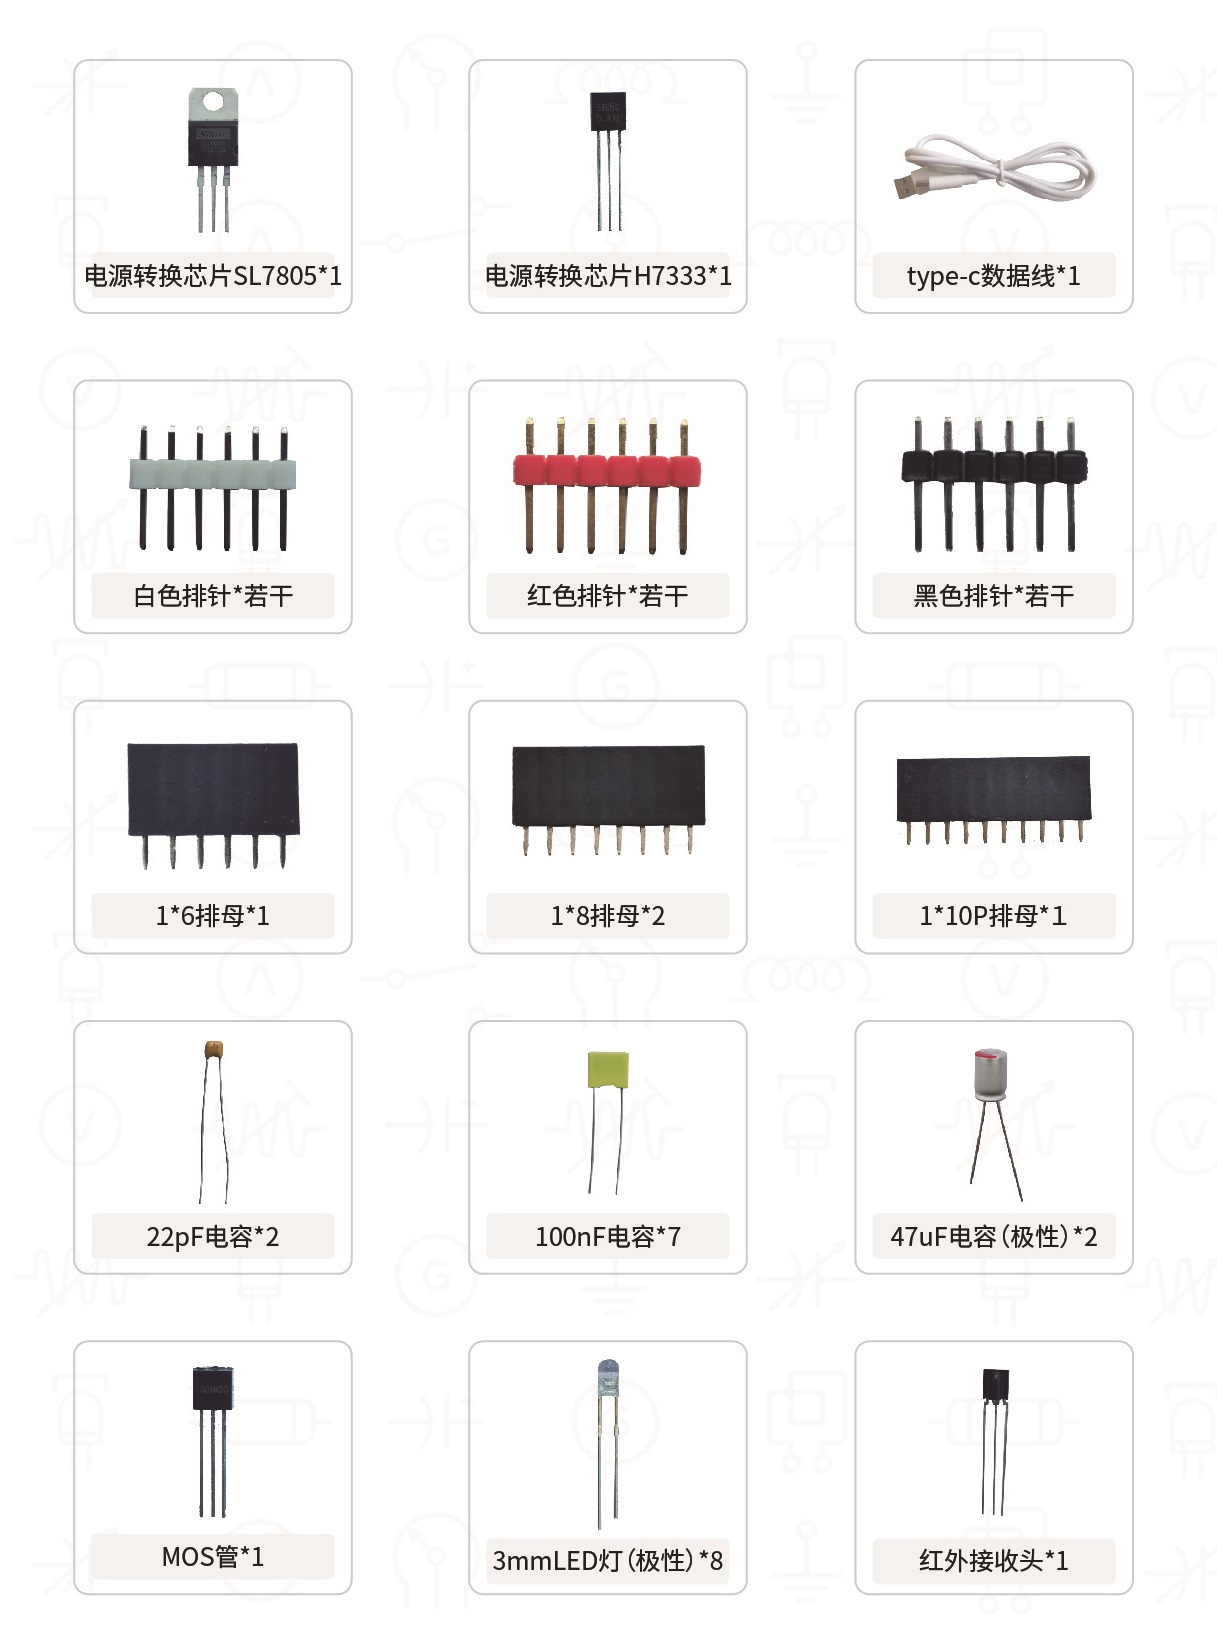 电源转换芯片SL7805*1
电源转换芯片H7333*1
type-c数据线*1
白色排针*若干
红色排针*若干
黑色排针*若干
1*6排母*1
1*8排母*2
1*10P排母*1
22pF电容*2
100nF电容*7
47uF电容(极性)*2
MOS管*1
3mmLED灯(极性)*8
红外接收头*1